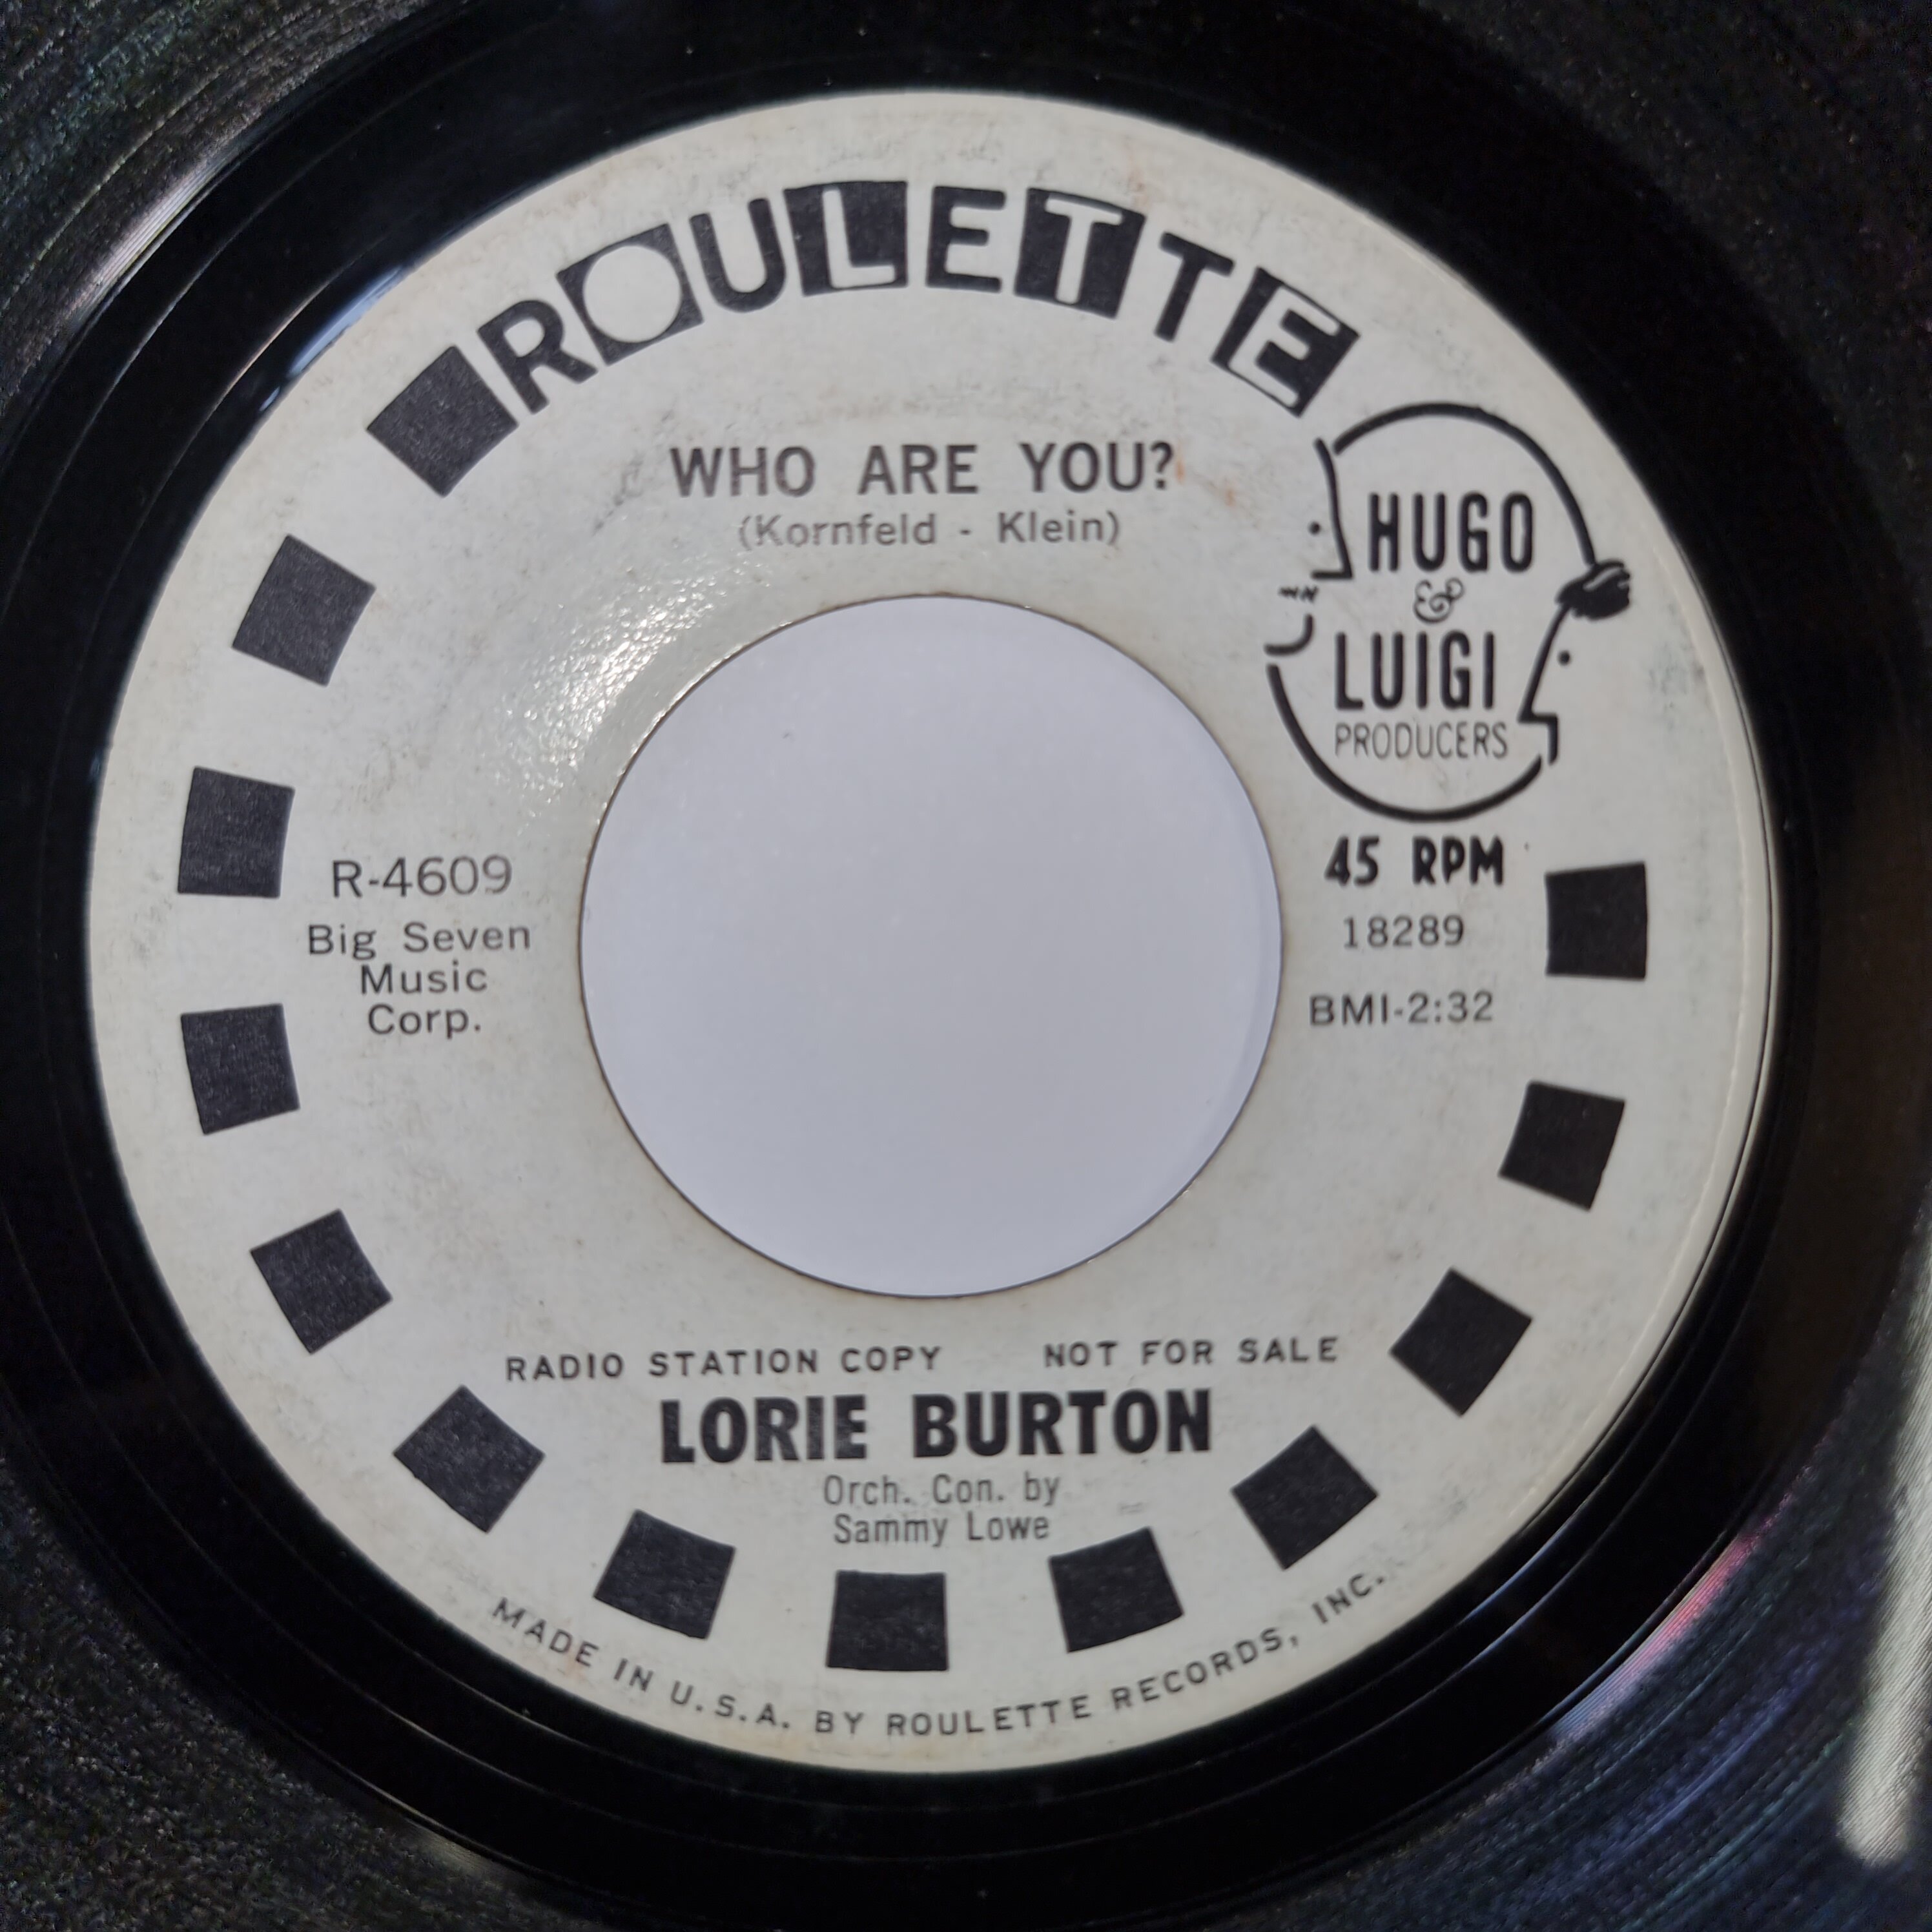 ROULETTE
WHO ARE YOU?
(Kornfeld - Klein)
HUGO
&
LUIGI
PRODUCERS
R-4609
Big Seven
Music
Corp.
45 RPM
18289
BMI-2:32
RADIO STATION COPY NOT FOR SALE
LORIE BURTON
Orch. Con. by
Sammy Lowe
MADE IN U.S.A. BY ROULETTE RECORDS, INC.